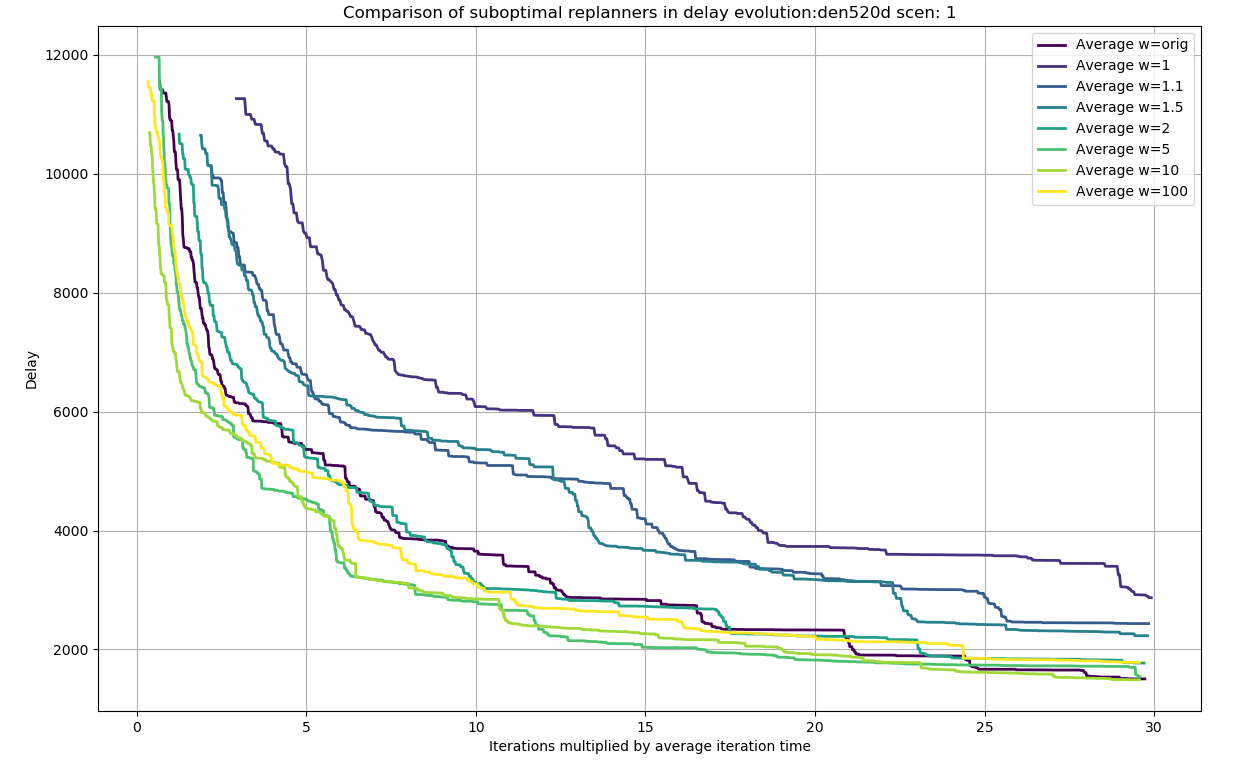 Comparison of suboptimal replanners in delay evolution:den520d scen: 1
12000
10000
8000
6000
4000
2000
Delay
Average w=orig
Average w=1
Average w=1.1
Average w=1.5
Average w=2
Average w=5
Average w=10
Average w=100
0 5 10 15 20 25 30
Iterations multiplied by average iteration time